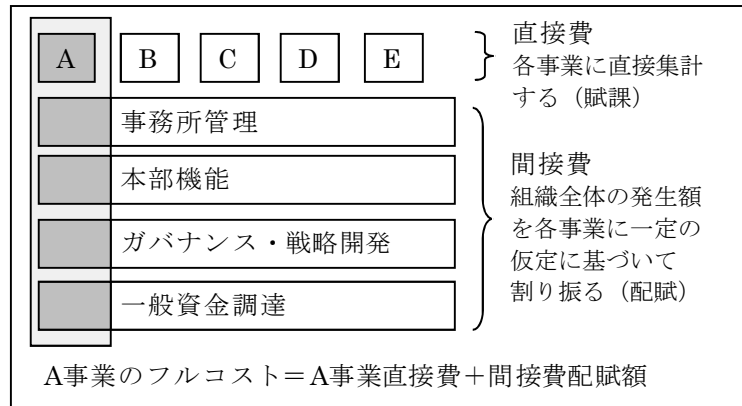 A B C D E
直接費
各事業に直接集計
する（賦課）
事務所管理
本部機能
ガバナンス・戦略開発
一般資金調達
間接費
組織全体の発生額
を各事業に一定の
仮定に基づいて
割り振る（配賦）
A事業のフルコスト＝A事業直接費＋間接費配賦額